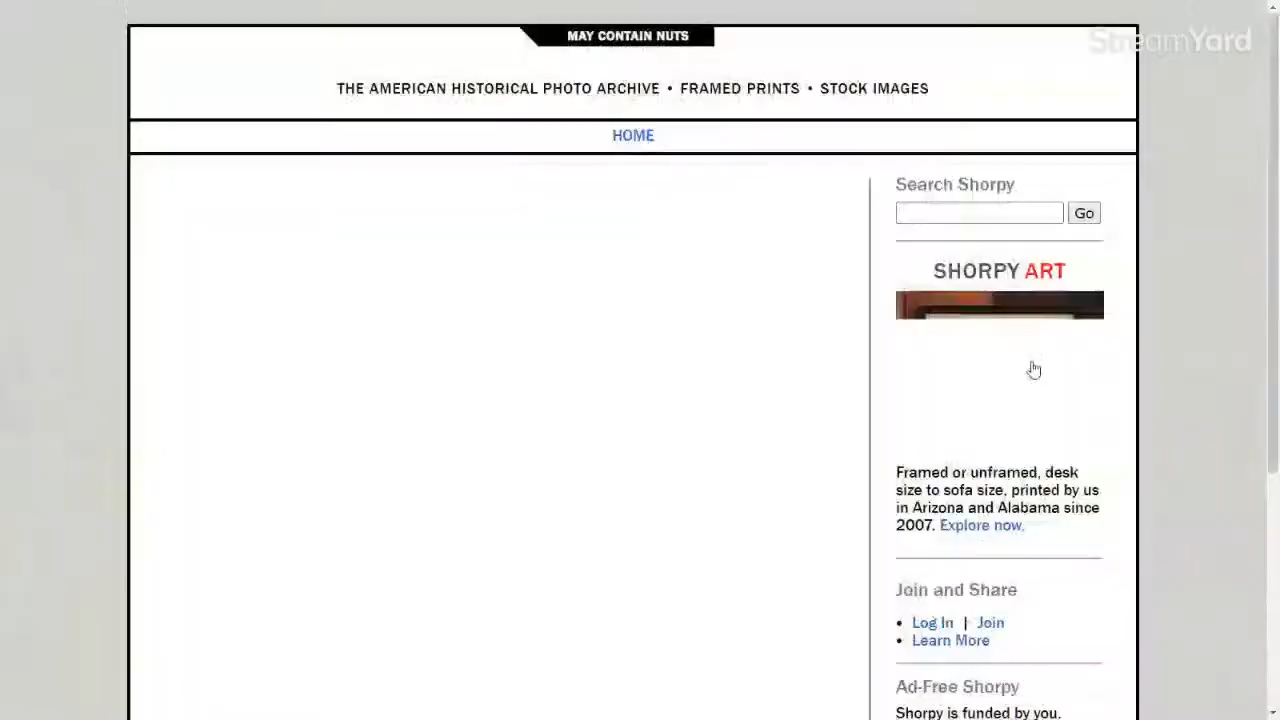 MAY CONTAIN NUTS
StreamYard
THE AMERICAN HISTORICAL PHOTO ARCHIVE • FRAMED PRINTS • STOCK IMAGES
HOME
Search Shorpy
Go
SHORPY ART
Framed or unframed, desk
size to sofa size, printed by us
in Arizona and Alabama since
2007. Explore now.
Join and Share
• Log In | Join
• Learn More
Ad-Free Shorpy
Shorpy is funded by you.